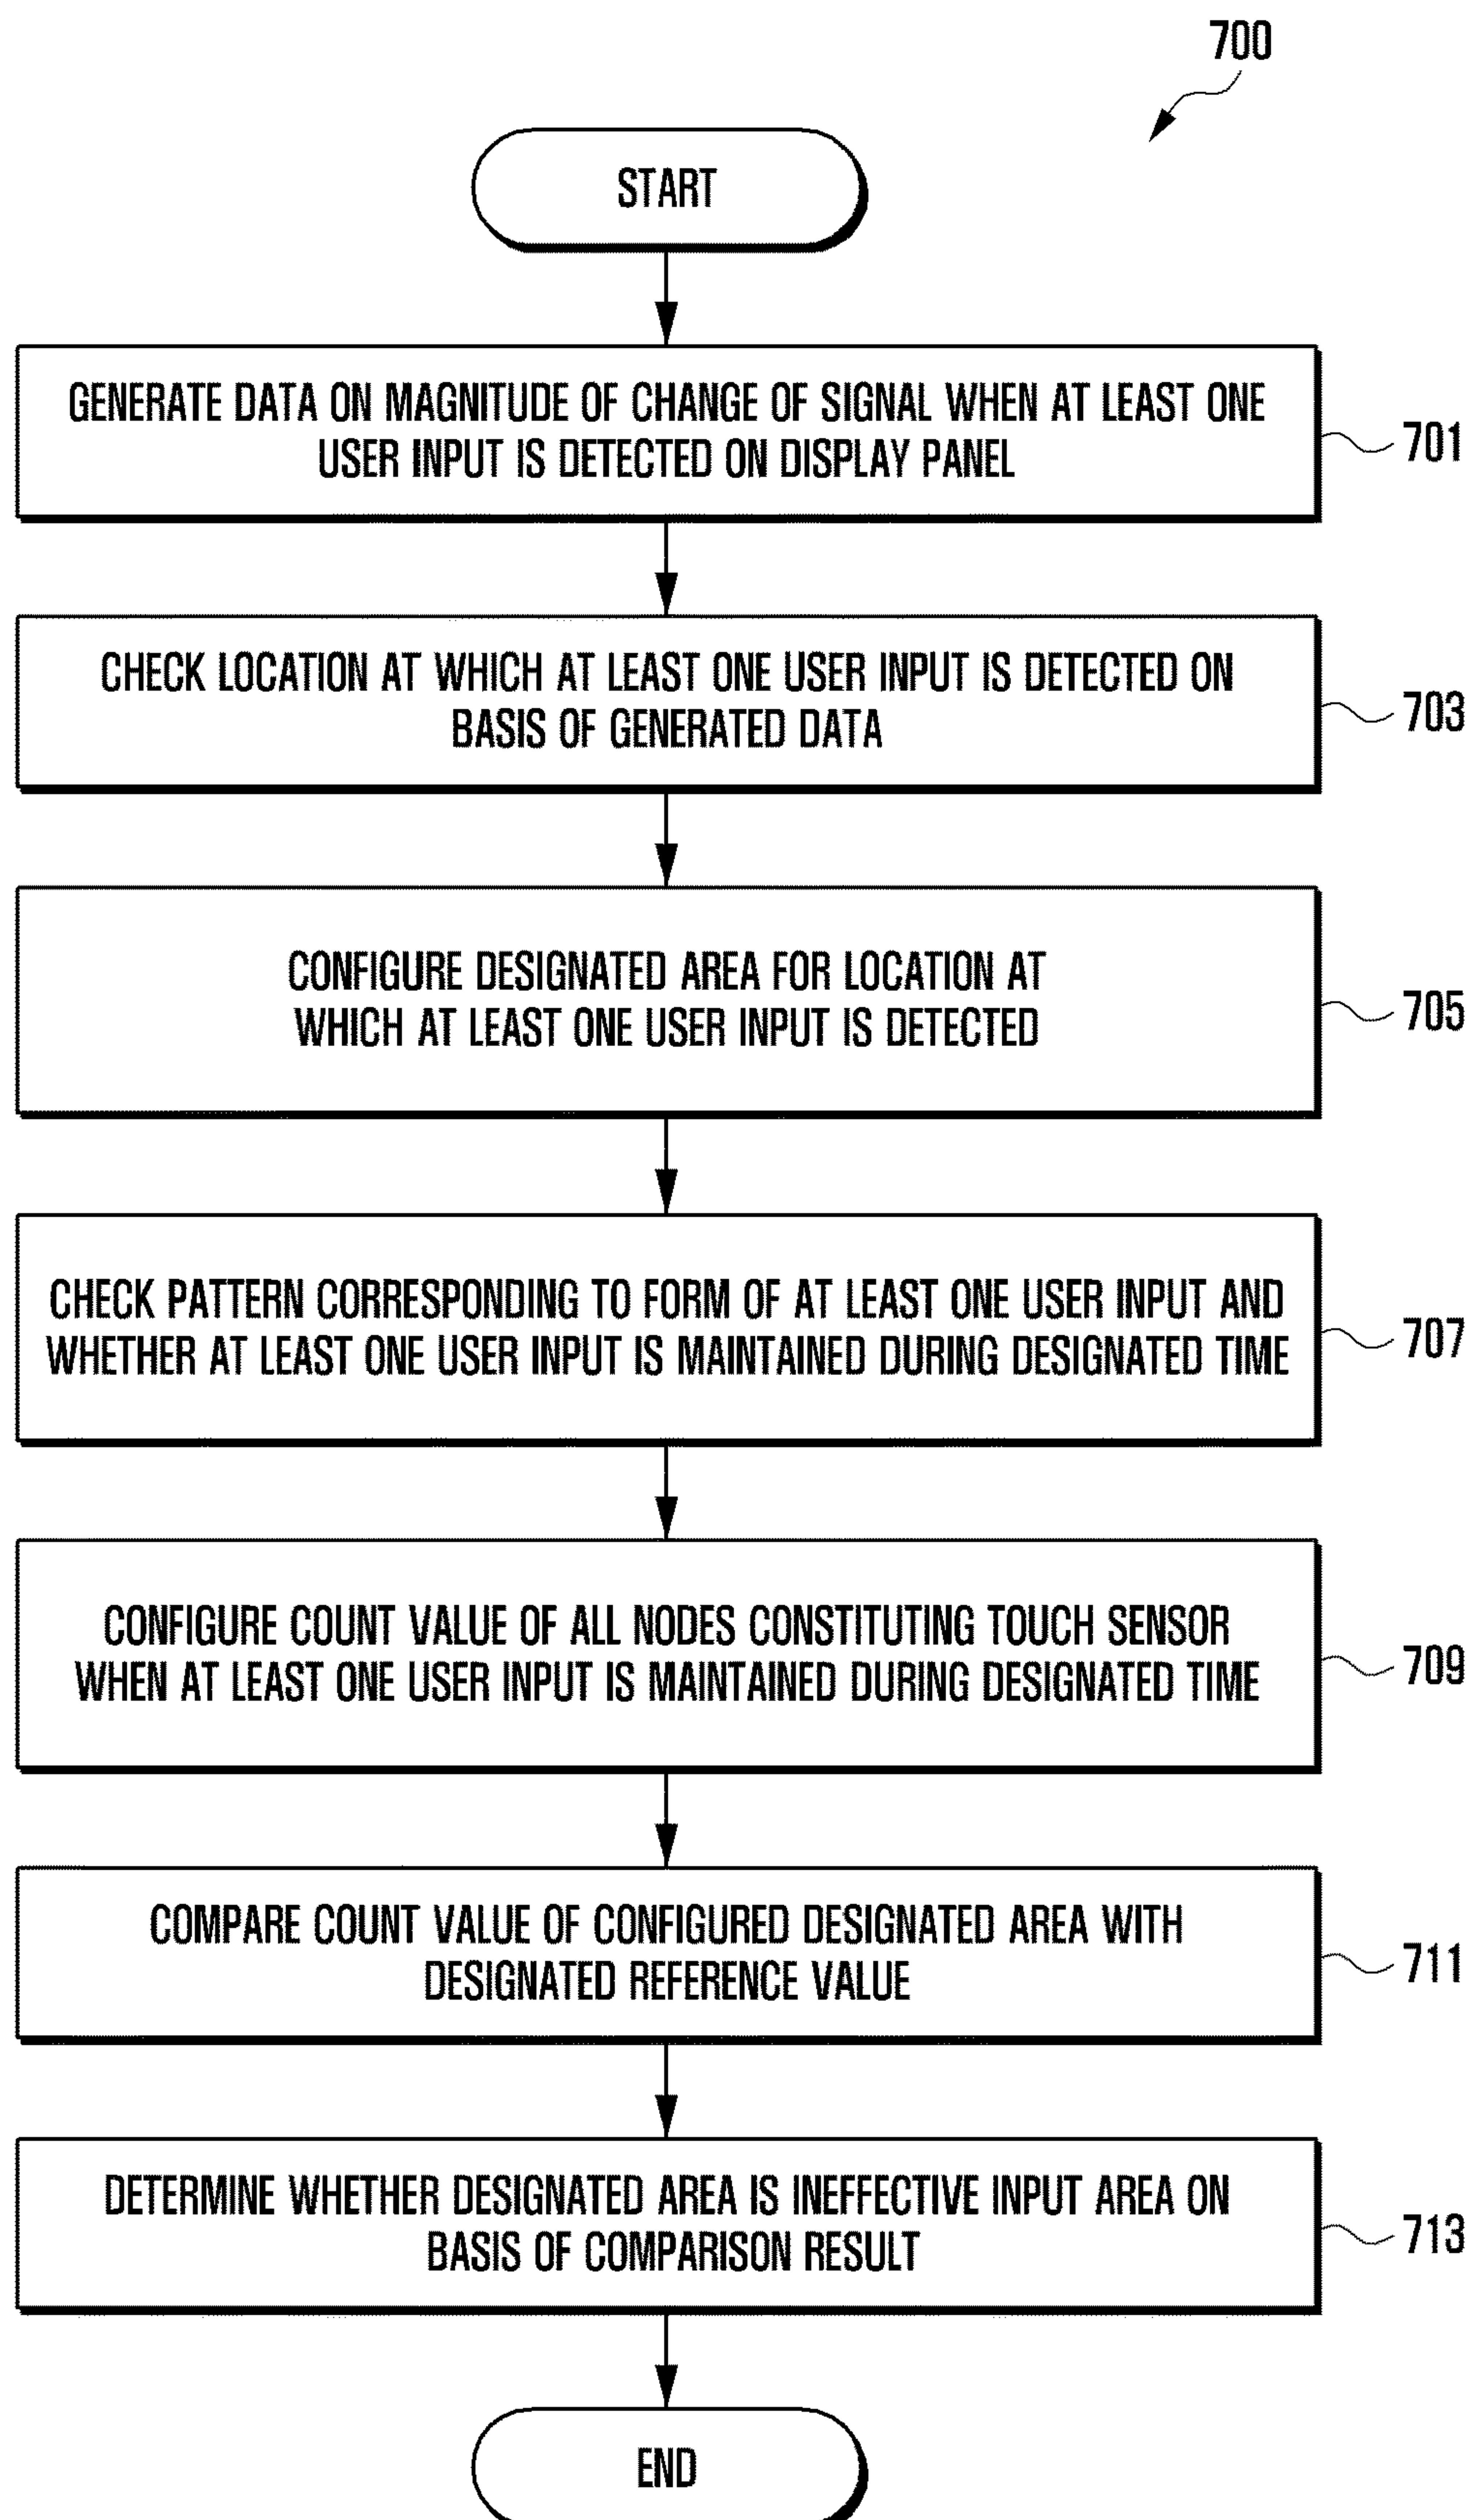 700
START
GENERATE DATA ON MAGNITUDE OF CHANGE OF SIGNAL WHEN AT LEAST ONE
USER INPUT IS DETECTED ON DISPLAY PANEL
701
CHECK LOCATION AT WHICH AT LEAST ONE USER INPUT IS DETECTED ON
BASIS OF GENERATED DATA
703
CONFIGURE DESIGNATED AREA FOR LOCATION AT
WHICH AT LEAST ONE USER INPUT IS DETECTED
705
CHECK PATTERN CORRESPONDING TO FORM OF AT LEAST ONE USER INPUT AND
WHETHER AT LEAST ONE USER INPUT IS MAINTAINED DURING DESIGNATED TIME
707
CONFIGURE COUNT VALUE OF ALL NODES CONSTITUTING TOUCH SENSOR
WHEN AT LEAST ONE USER INPUT IS MAINTAINED DURING DESIGNATED TIME
709
COMPARE COUNT VALUE OF CONFIGURED DESIGNATED AREA WITH
DESIGNATED REFERENCE VALUE
711
DETERMINE WHETHER DESIGNATED AREA IS INEFFECTIVE INPUT AREA ON
BASIS OF COMPARISON RESULT
713
END